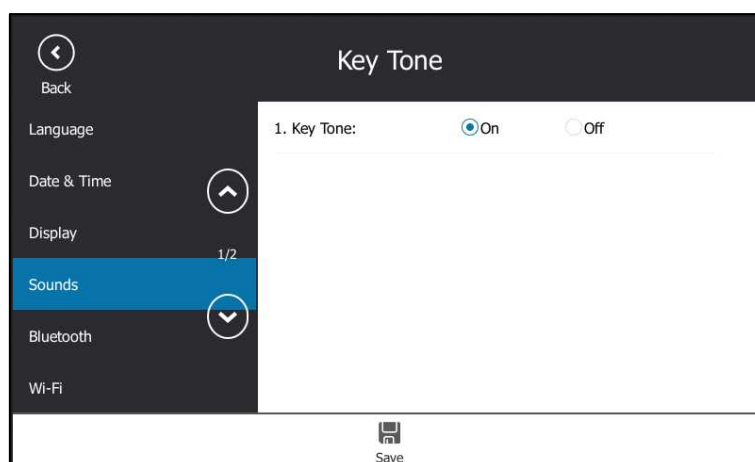 Key Tone
Back
Language
Date & Time
Display
1/2
Sounds
Bluetooth
Wi-Fi
1. Key Tone: On Off
Save